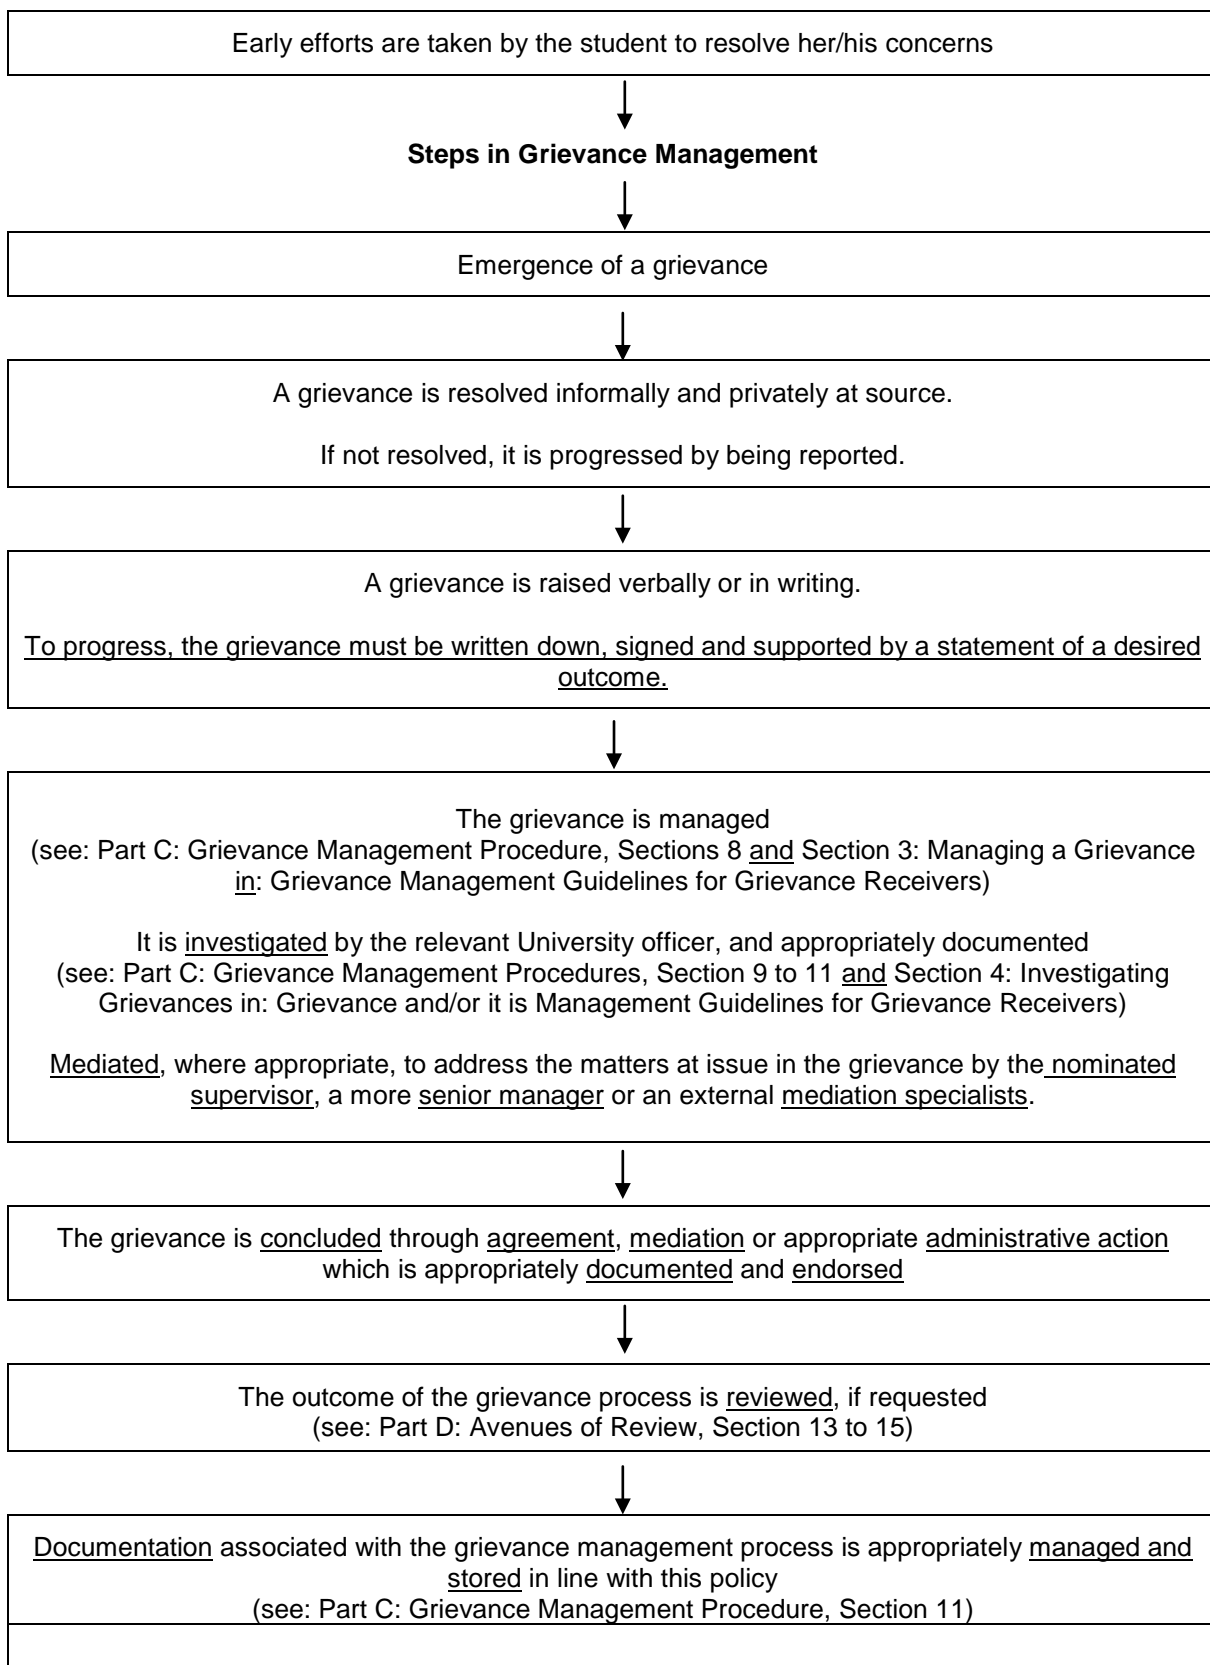 Early efforts are taken by the student to resolve her/his concerns
Steps in Grievance Management
Emergence of a grievance
A grievance is resolved informally and privately at source.
If not resolved, it is progressed by being reported.
A grievance is raised verbally or in writing.
To progress, the grievance must be written down, signed and supported by a statement of a desired
outcome.
The grievance is managed
(see: Part C: Grievance Management Procedure, Sections 8 and Section 3: Managing a Grievance
in: Grievance Management Guidelines for Grievance Receivers)
It is investigated by the relevant University officer, and appropriately documented
(see: Part C: Grievance Management Procedures, Section 9 to 11 and Section 4: Investigating
Grievances in: Grievance and/or it is Management Guidelines for Grievance Receivers)
Mediated, where appropriate, to address the matters at issue in the grievance by the nominated
supervisor, a more senior manager or an external mediation specialists.
The grievance is concluded through agreement, mediation or appropriate administrative action
which is appropriately documented and endorsed
The outcome of the grievance process is reviewed, if requested
(see: Part D: Avenues of Review, Section 13 to 15)
Documentation associated with the grievance management process is appropriately managed and
stored in line with this policy
(see: Part C: Grievance Management Procedure, Section 11)